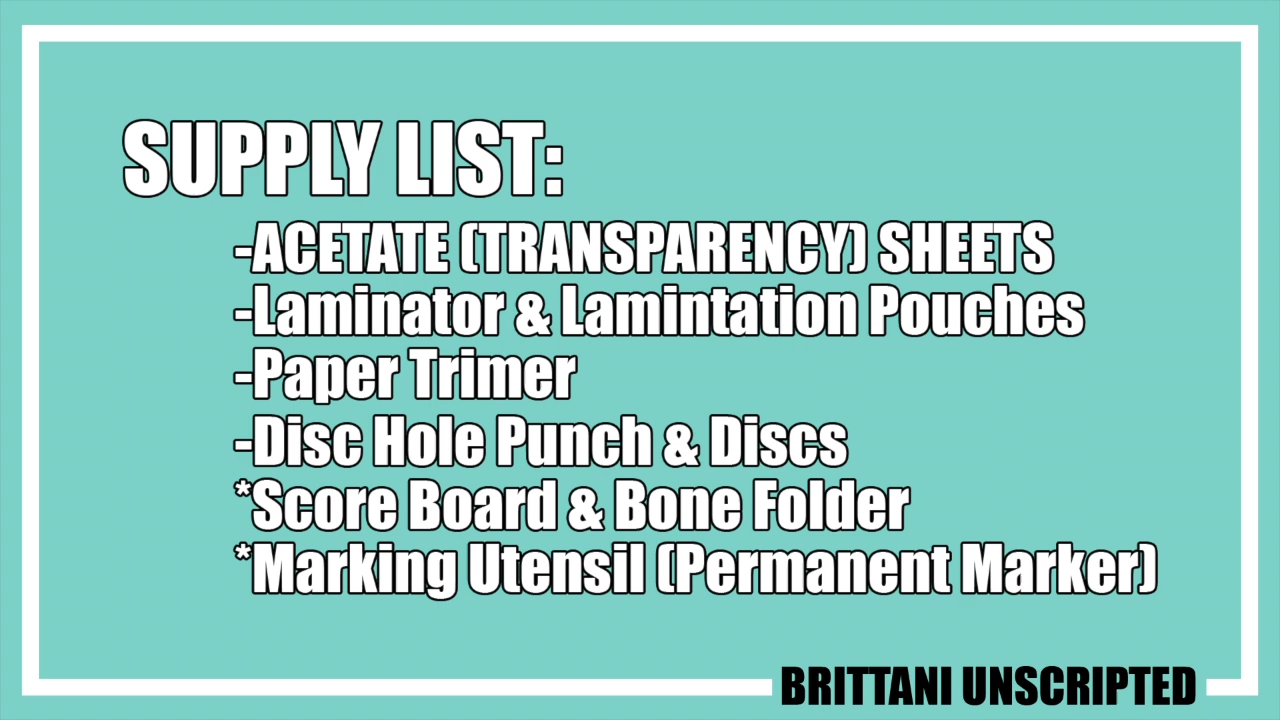 SUPPLY LIST:
-ACETATE (TRANSPARENCY) SHEETS
-Laminator & Lamintation Pouches
-Paper Trimer
-Disc Hole Punch & Discs
*Score Board & Bone Folder
*Marking Utensil (Permanent Marker)
BRITTANI UNSCRIPTED